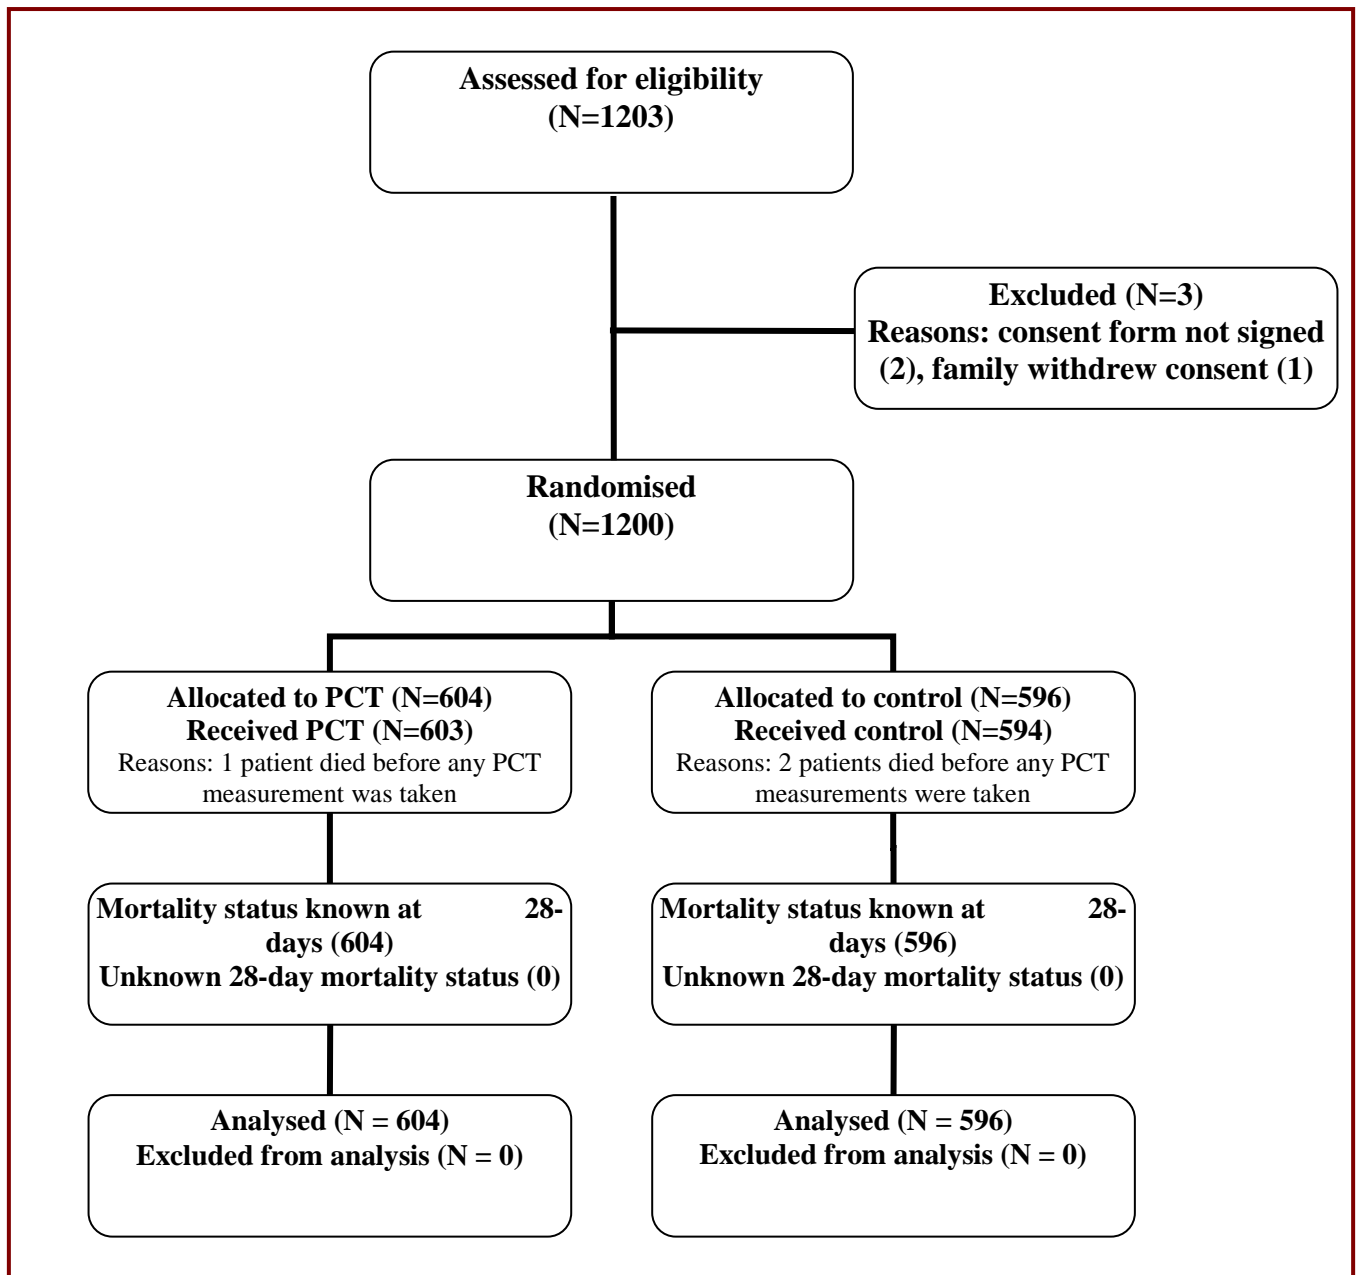 Assessed for eligibility
(N=1203)
Excluded (N=3)
Reasons: consent form not signed
(2), family withdrew consent (1)
Randomised
(N=1200)
Allocated to PCT (N=604)
Received PCT (N=603)
Reasons: 1 patient died before any PCT
measurement was taken
Allocated to control (N=596)
Received control (N=594)
Reasons: 2 patients died before any PCT
measurements were taken
Mortality status known at 28-
days (604)
Unknown 28-day mortality status (0)
Mortality status known at 28-
days (596)
Unknown 28-day mortality status (0)
Analysed (N = 604)
Excluded from analysis (N = 0)
Analysed (N = 596)
Excluded from analysis (N = 0)